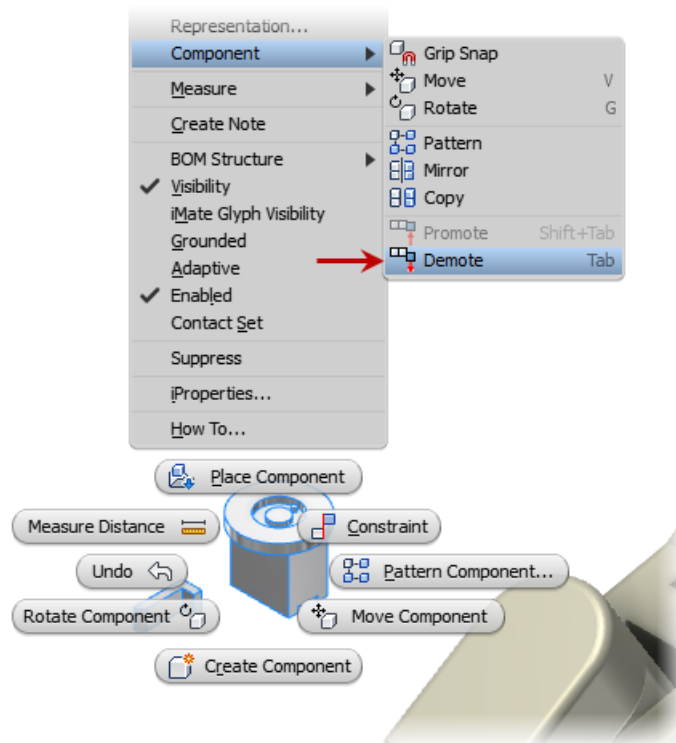 Representation...
Component
Measure
Create Note
BOM Structure
Visibility
iMate Glyph Visibility
Grounded
Adaptive
Enabled
Contact Set
Suppress
iProperties...
How To...
Grip Snap
Move V
Rotate G
Pattern
Mirror
Copy
Promote Shift+Tab
Demote Tab
Place Component
Measure Distance
Constraint
Undo
Pattern Component...
Rotate Component
Move Component
Create Component